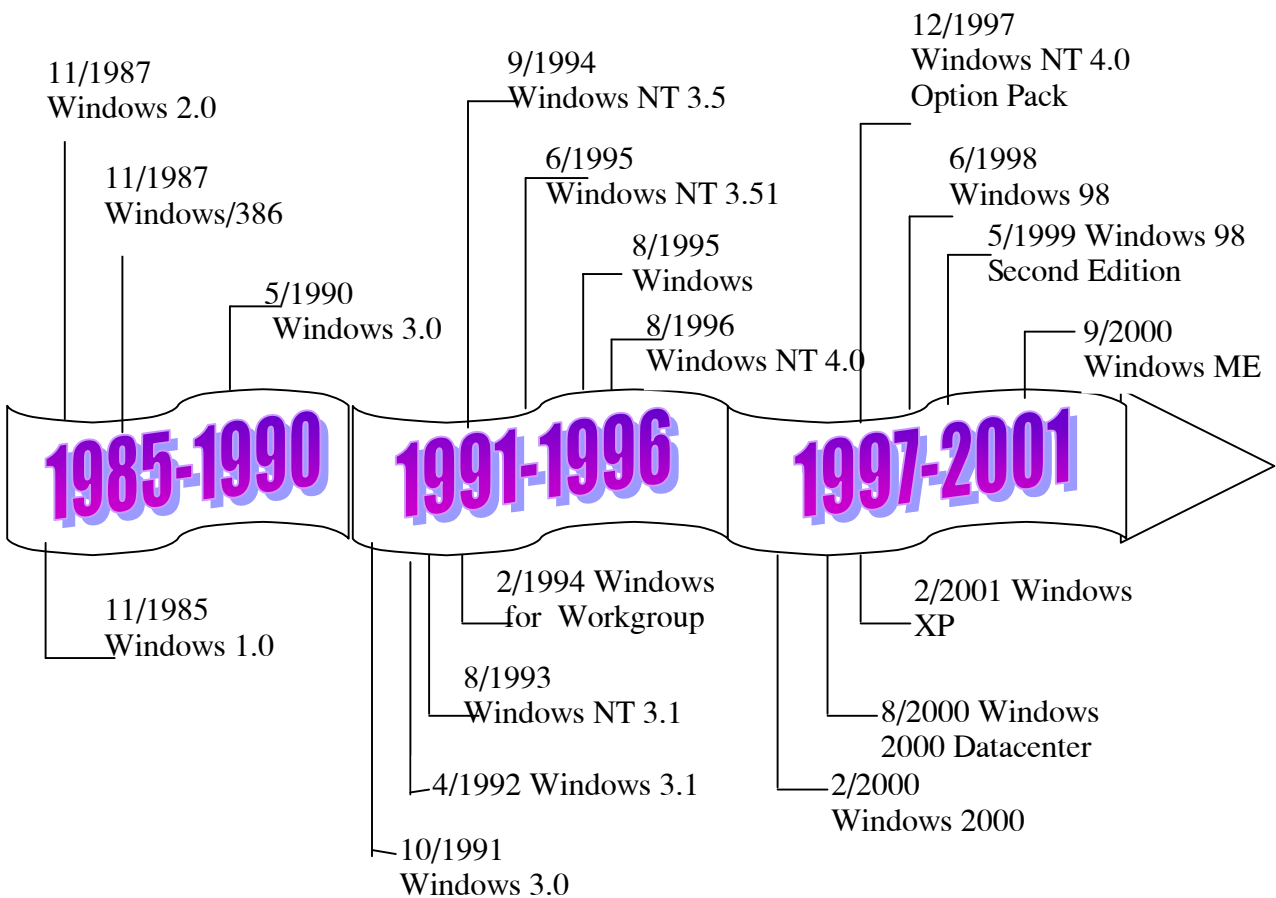 11/1987
Windows 2.0
11/1987
Windows/386
5/1990
Windows 3.0
9/1994
Windows NT 3.5
6/1995
Windows NT 3.51
8/1995
Windows
8/1996
Windows NT 4.0
12/1997
Windows NT 4.0
Option Pack
6/1998
Windows 98
5/1999 Windows 98
Second Edition
9/2000
Windows ME
1985-1990
1991-1996
1997-2001
11/1985
Windows 1.0
2/1994 Windows
for Workgroup
8/1993
Windows NT 3.1
4/1992 Windows 3.1
10/1991
Windows 3.0
2/2001 Windows
XP
8/2000 Windows
2000 Datacenter
2/2000
Windows 2000